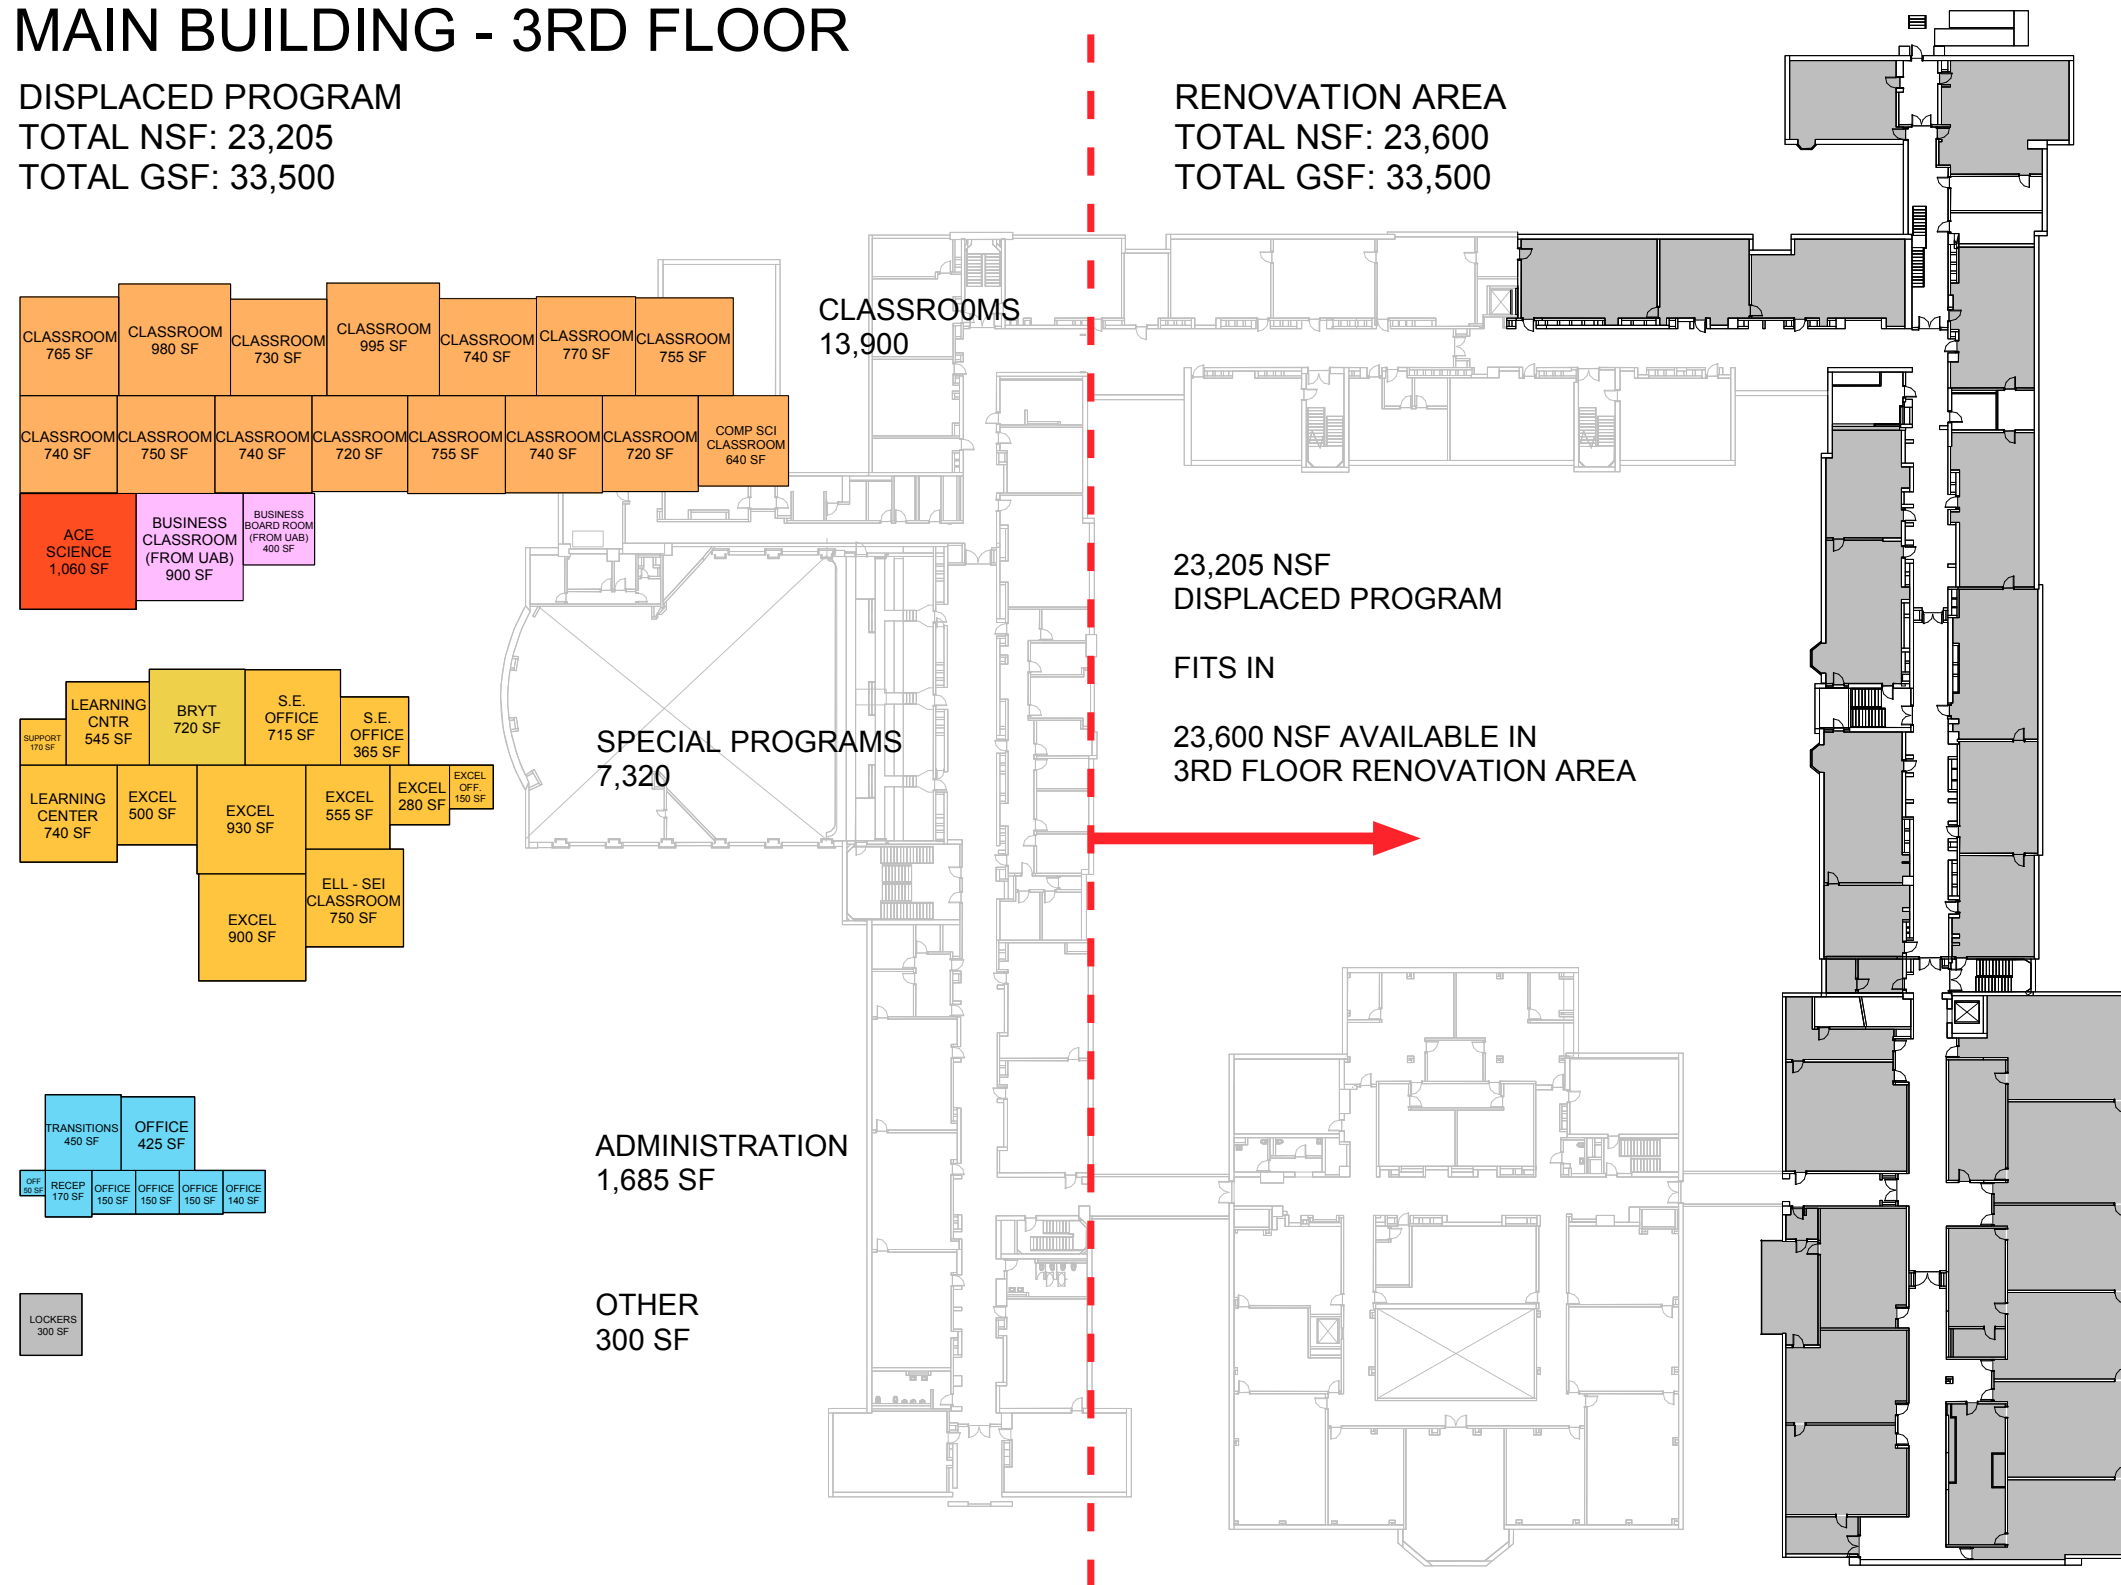 MAIN BUILDING - 3RD FLOOR
DISPLACED PROGRAM
TOTAL NSF: 23,205
TOTAL GSF: 33,500
RENOVATION AREA
TOTAL NSF: 23,600
TOTAL GSF: 33,500
CLASSROOM
765 SF
CLASSROOM
980 SF
CLASSROOM
730 SF
CLASSROOM
995 SF
CLASSROOM
740 SF
CLASSROOM
770 SF
CLASSROOM
755 SF
CLASSRO0MS
13,900
CLASSROOM
740 SF
CLASSROOM
750 SF
CLASSROOM
740 SF
CLASSROOM
720 SF
CLASSROOM
755 SF
CLASSROOM
740 SF
CLASSROOM
720 SF
COMP SCI
CLASSROOM
640 SF
ACE
SCIENCE
1,060 SF
BUSINESS
CLASSROOM
(FROM UAB)
900 SF
BUSINESS
BOARD ROOM
(FROM UAB)
400 SF
23,205 NSF
DISPLACED PROGRAM
FITS IN
23,600 NSF AVAILABLE IN
3RD FLOOR RENOVATION AREA
SUPPORT
170 SF
LEARNING
CNTR
545 SF
BRYT
720 SF
S.E.
OFFICE
715 SF
S.E.
OFFICE
365 SF
SPECIAL PROGRAMS
7,320
LEARNING
CENTER
740 SF
EXCEL
500 SF
EXCEL
930 SF
EXCEL
555 SF
EXCEL
280 SF
EXCEL
OFF.
150 SF
EXCEL
900 SF
ELL - SEI
CLASSROOM
750 SF
TRANSITIONS
450 SF
OFFICE
425 SF
ADMINISTRATION
1,685 SF
OFF
50 SF
RECEP
170 SF
OFFICE
150 SF
OFFICE
150 SF
OFFICE
150 SF
OFFICE
140 SF
LOCKERS
300 SF
OTHER
300 SF